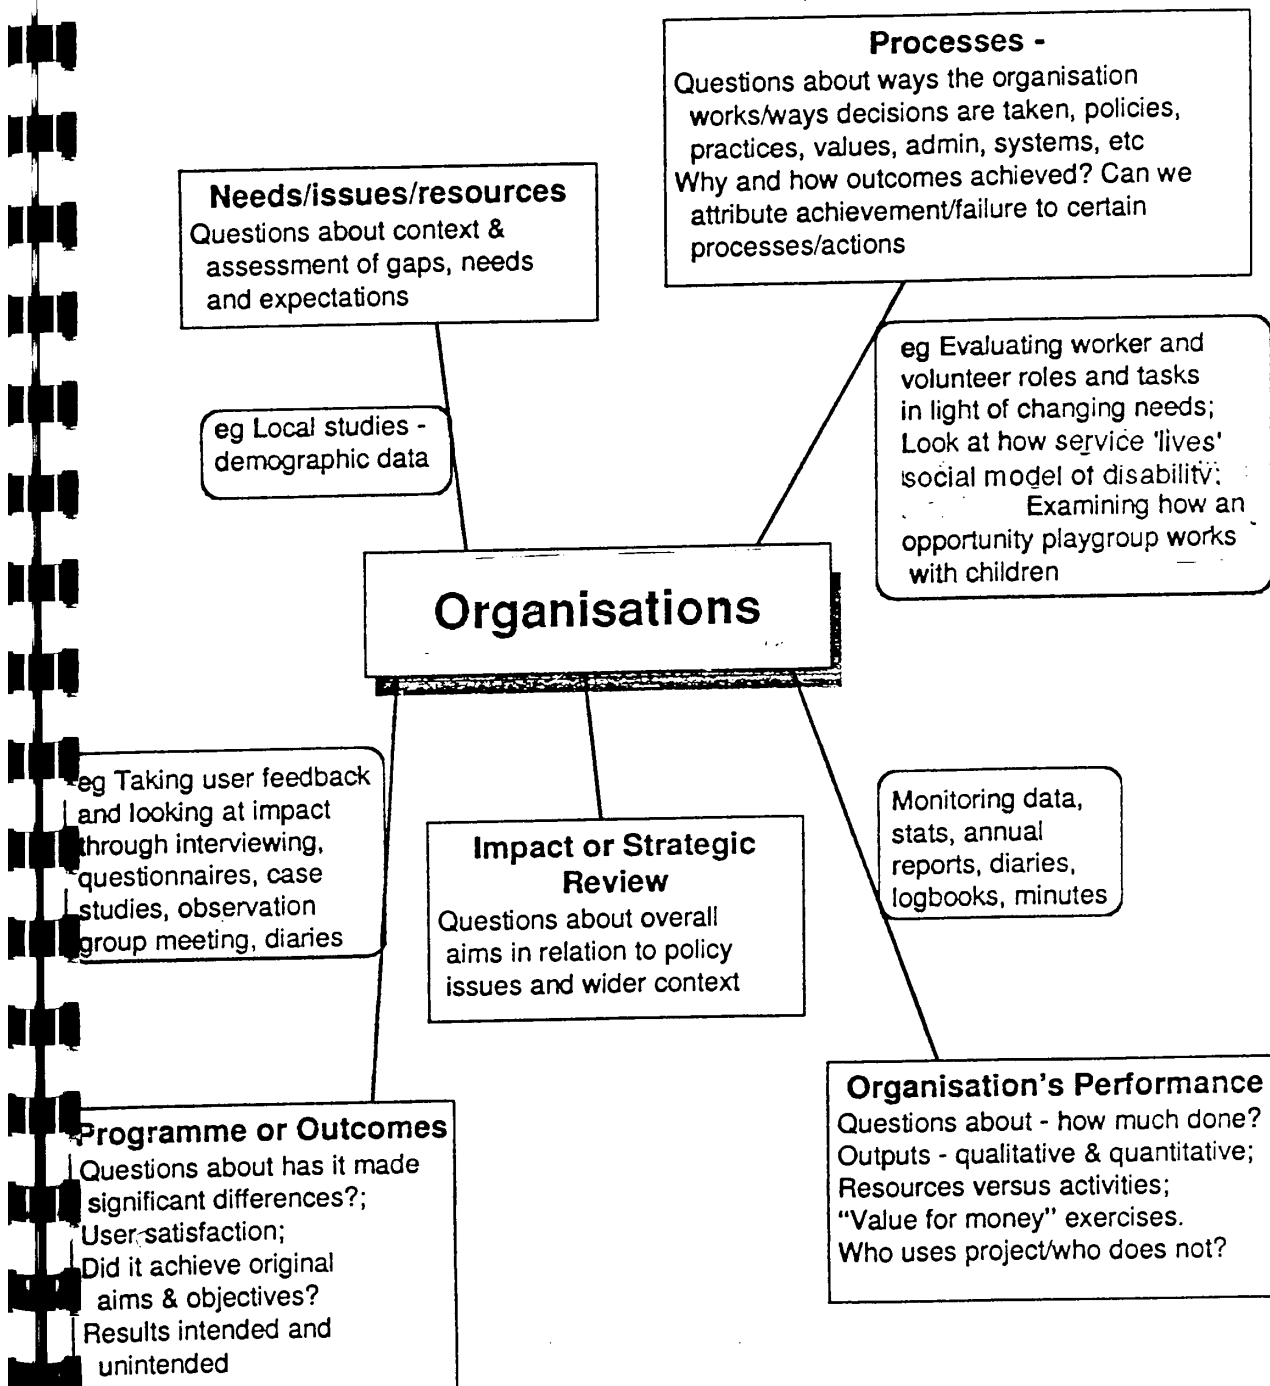 Processes -
Questions about ways the organisation
works/ways decisions are taken, policies,
practices, values, admin, systems, etc
Why and how outcomes achieved? Can we
attribute achievement/failure to certain
processes/actions
Needs/issues/resources
Questions about context &
assessment of gaps, needs
and expectations
eg Evaluating worker and
volunteer roles and tasks
in light of changing needs;
Look at how service 'lives'
social model of disability;
Examining how an
opportunity playgroup works
with children
eg Local studies -
demographic data
Organisations
eg Taking user feedback
and looking at impact
through interviewing,
questionnaires, case
studies, observation
group meeting, diaries
Impact or Strategic
Review
Questions about overall
aims in relation to policy
issues and wider context
Monitoring data,
stats, annual
reports, diaries,
logbooks, minutes
Programme or Outcomes
Questions about has it made
significant differences?;
User satisfaction;
Did it achieve original
aims & objectives?
Results intended and
unintended
Organisation's Performance
Questions about - how much done?
Outputs - qualitative & quantitative;
Resources versus activities;
"Value for money" exercises.
Who uses project/who does not?